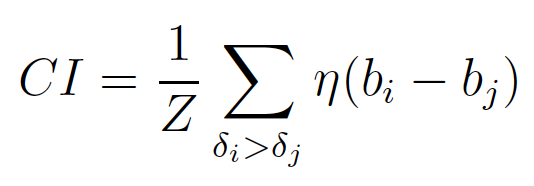 CI = \frac{1}{Z} \sum_{\delta_i > \delta_j} \eta(b_i - b_j)